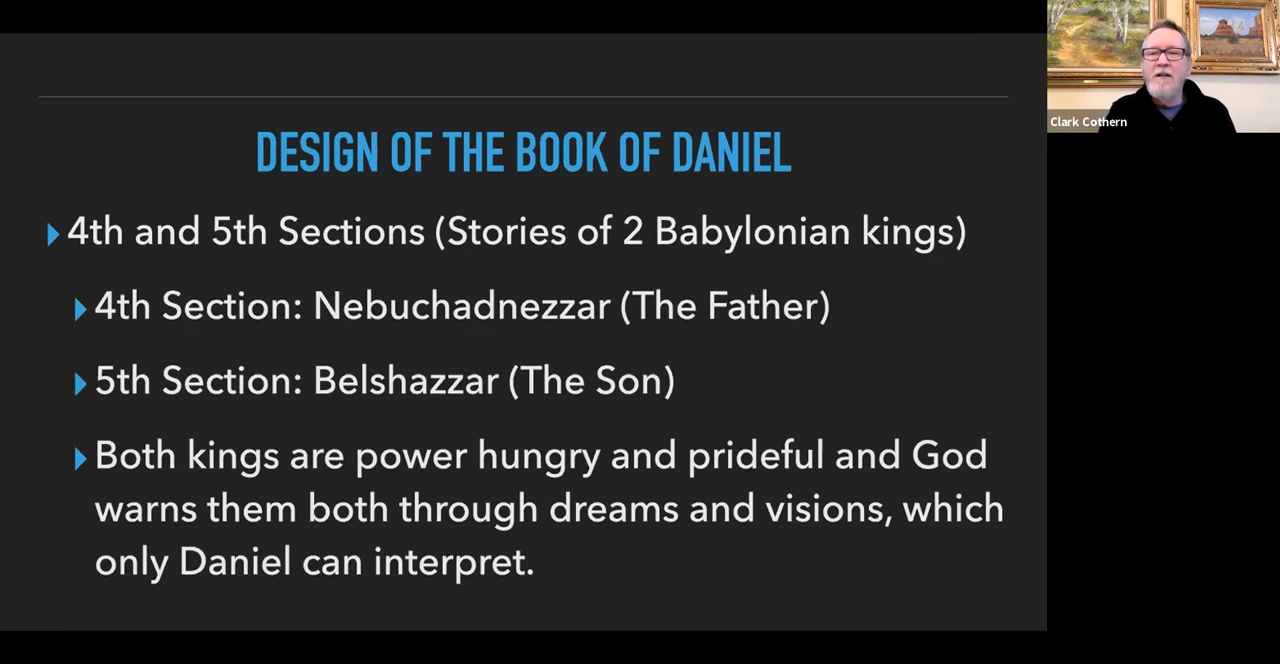 DESIGN OF THE BOOK OF DANIEL
4th and 5th Sections (Stories of 2 Babylonian kings)
4th Section: Nebuchadnezzar (The Father)
5th Section: Belshazzar (The Son)
Both kings are power hungry and prideful and God
warns them both through dreams and visions, which
only Daniel can interpret.
Clark Cothern